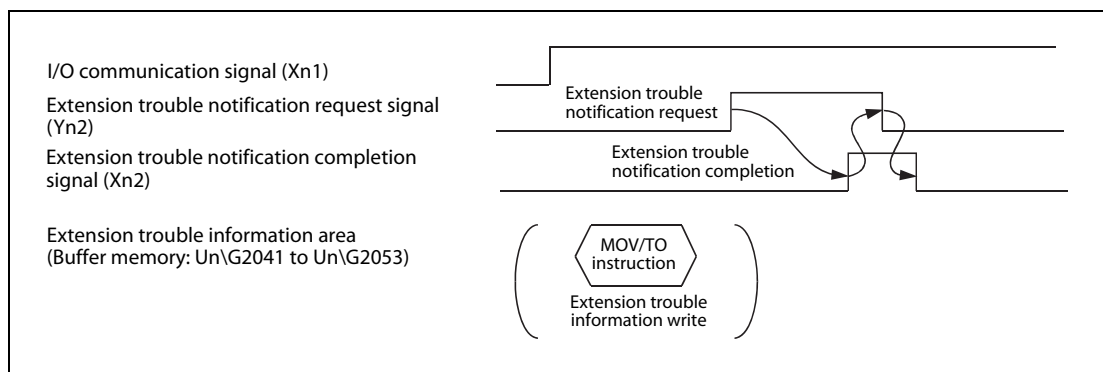 I/O communication signal (Xn1)
Extension trouble notification request signal
(Yn2)
Extension trouble
notification request
Extension trouble notification completion
signal (Xn2)
Extension trouble
notification completion
Extension trouble information area
(Buffer memory: Un\G2041 to Un\G2053)
MOV/TO
instruction
Extension trouble
information write